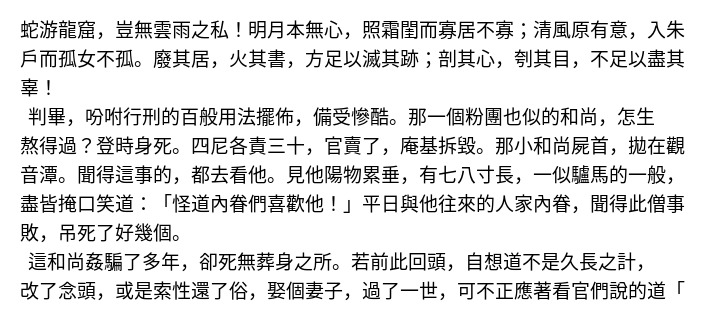 蛇游龍窟，豈無雲雨之私！明月本無心，照霜閨而寡居不寡；清風原有意，入朱
戶而孤女不孤。廢其居，火其書，方足以滅其跡；剖其心，刳其目，不足以盡其
辜！
判畢，吩咐行刑的百般用法擺佈，備受慘酷。那一個粉團也似的和尚，怎生
熬得過？登時身死。四尼各責三十，官賣了，庵基拆毀。那小和尚屍首，拋在觀
音潭。聞得這事的，都去看他。見他陽物累垂，有七八寸長，一似驢馬的一般，
盡皆掩口笑道：「怪道內眷們喜歡他！」平日與他往來的人家內眷，聞得此僧事
敗，吊死了好幾個。
這和尚姦騙了多年，卻死無葬身之所。若前此回頭，自想道不是久長之計，
改了念頭，或是索性還了俗，娶個妻子，過了一世，可不正應著看官們說的道「